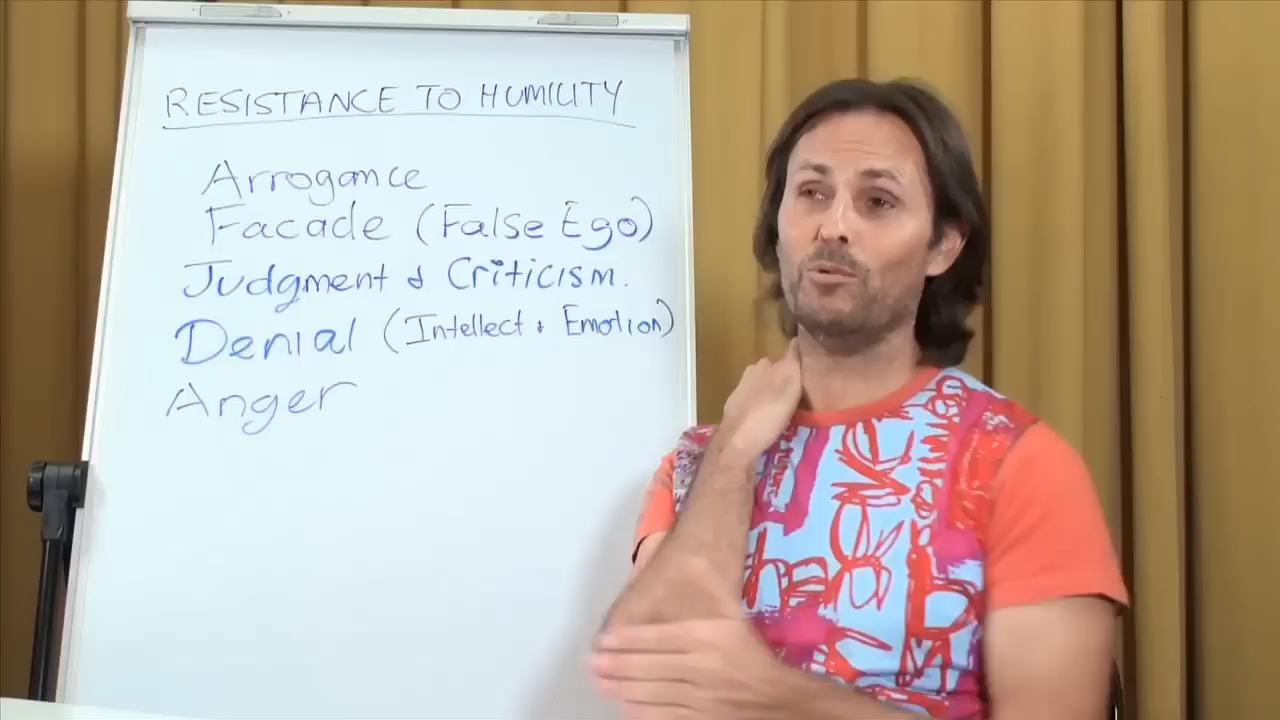 RESISTANCE TO HUMILITY
Arrogance
Facade (False Ego)
Judgment & Criticism.
Denial (Intellect & Emotion)
Anger